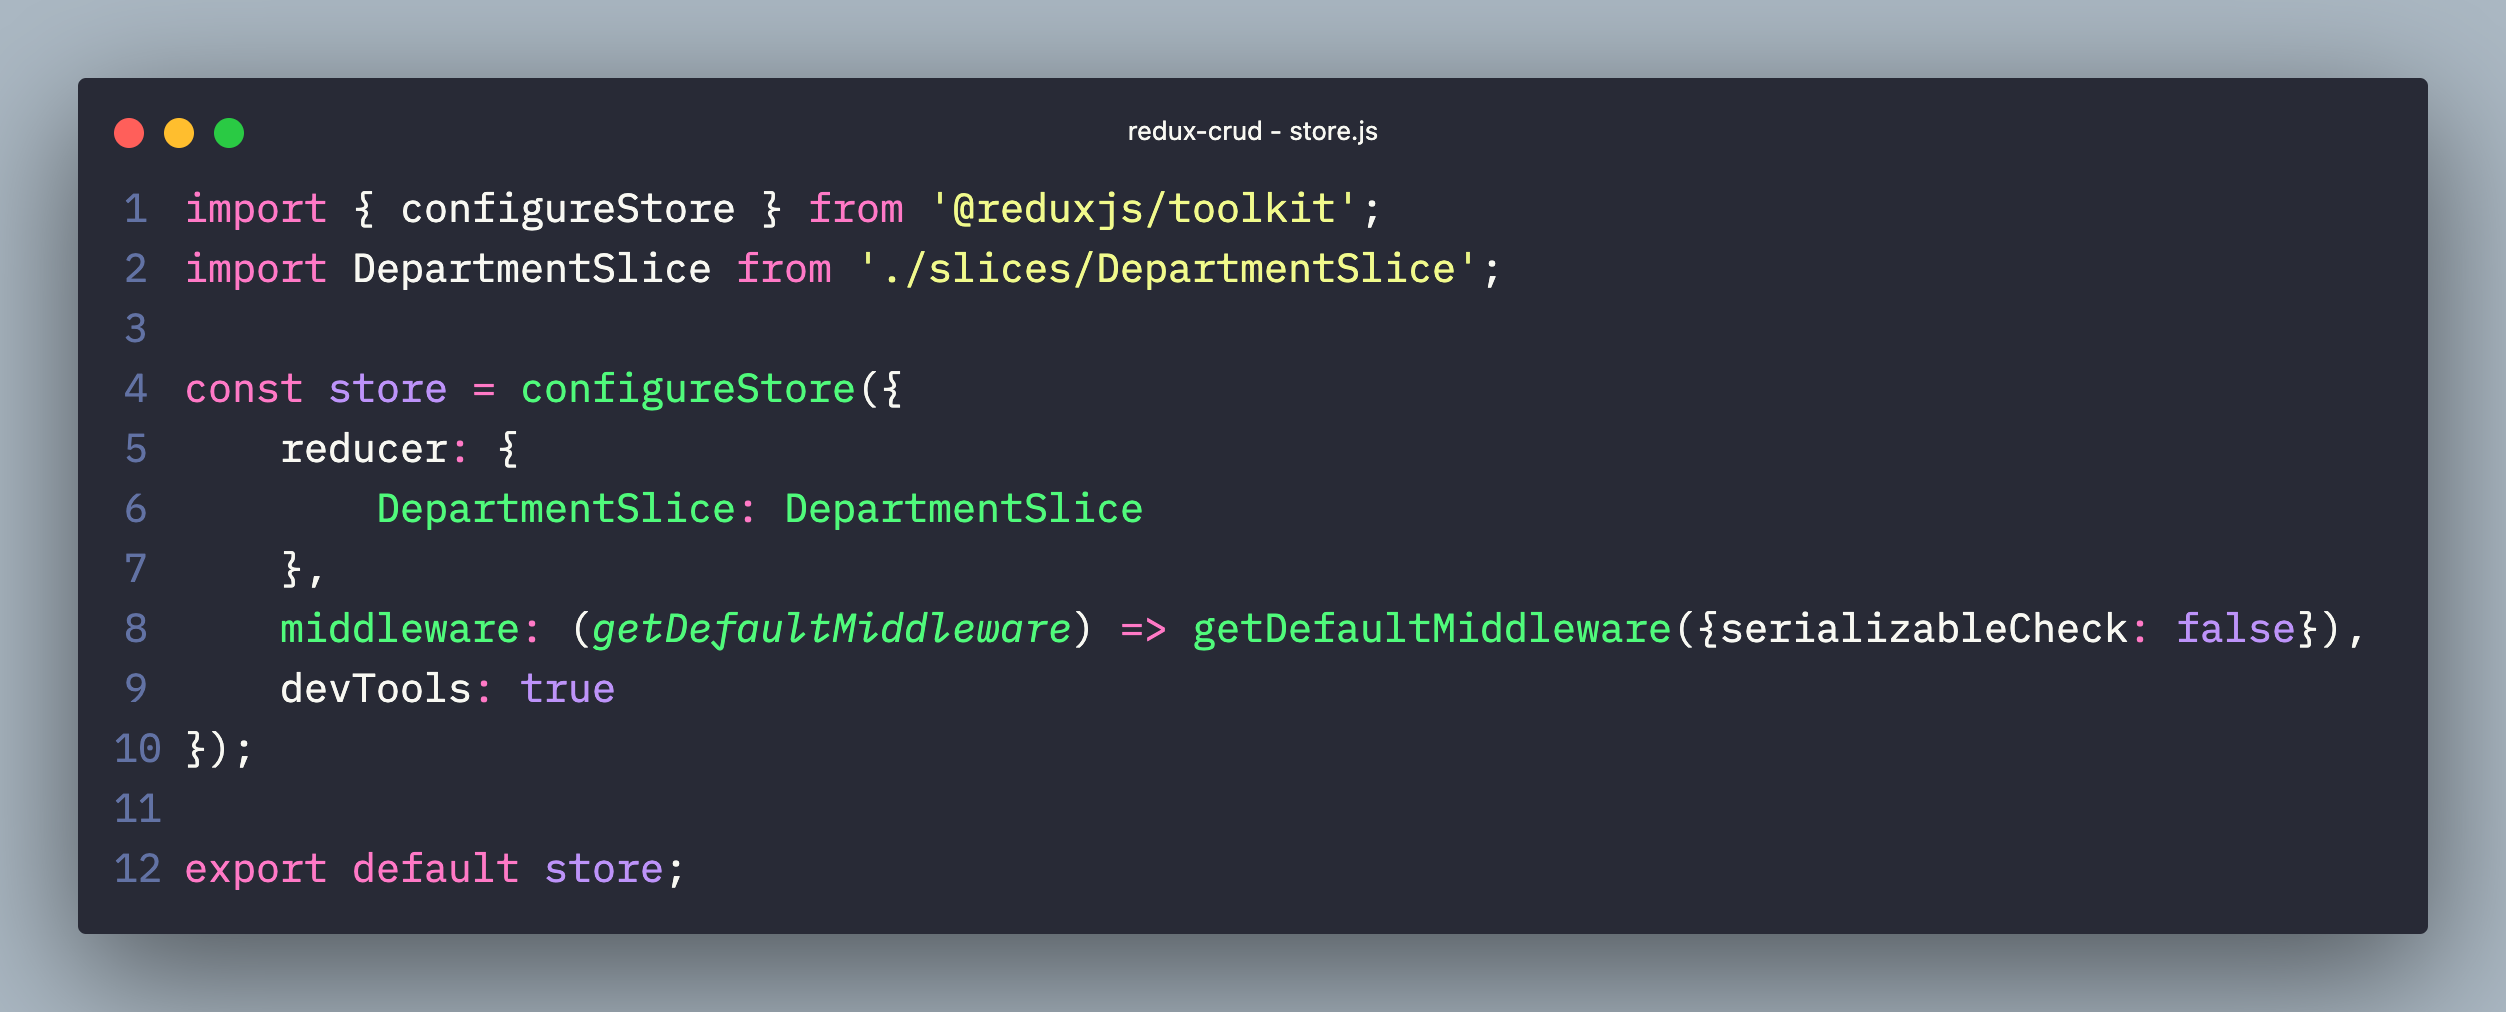 redux-crud - store.js
1 import { configureStore } from '@reduxjs/toolkit';
2 import DepartmentSlice from './slices/DepartmentSlice';
3
4 const store = configureStore({
5     reducer: {
6         DepartmentSlice: DepartmentSlice
7     },
8     middleware: (getDefaultMiddleware) => getDefaultMiddleware({serializableCheck: false}),
9     devTools: true
10 });
11
12 export default store;